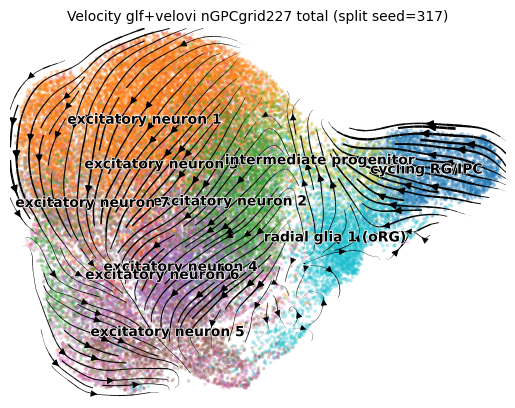 Velocity glf+velovi nGPCgrid227 total (split seed=317)
excitatory neuron 1
intermediate progenitor
excitatory neuron
cycling RG/IPC
excitatory neuron 7
excitatory neuron 2
radial glia 1 (oRG)
excitatory neuron 4
excitatory neuron 6
excitatory neuron 5